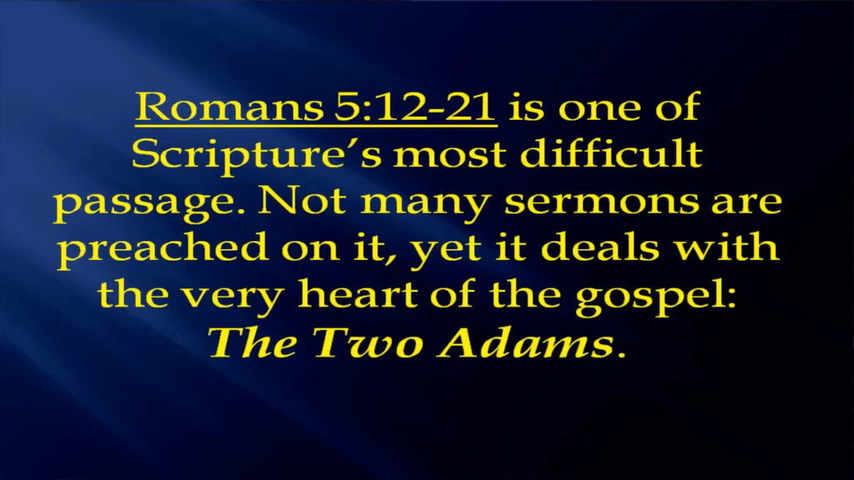 Romans 5:12-21 is one of
Scripture’s most difficult
passage. Not many sermons are
preached on it, yet it deals with
the very heart of the gospel:
The Two Adams.